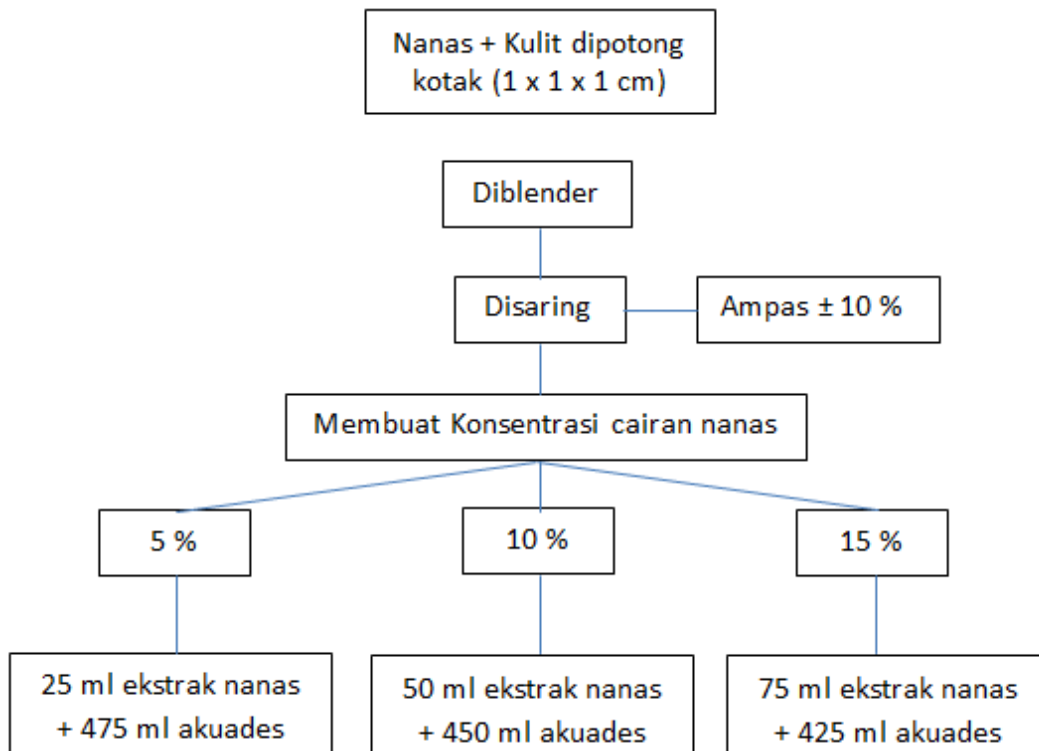 Nanas + Kulit dipotong
kotak (1 x 1 x 1 cm)
Diblender
Disaring
Ampas ± 10 %
Membuat Konsentrasi cairan nanas
5 %
10 %
15 %
25 ml ekstrak nanas
+ 475 ml akuades
50 ml ekstrak nanas
+ 450 ml akuades
75 ml ekstrak nanas
+ 425 ml akuades